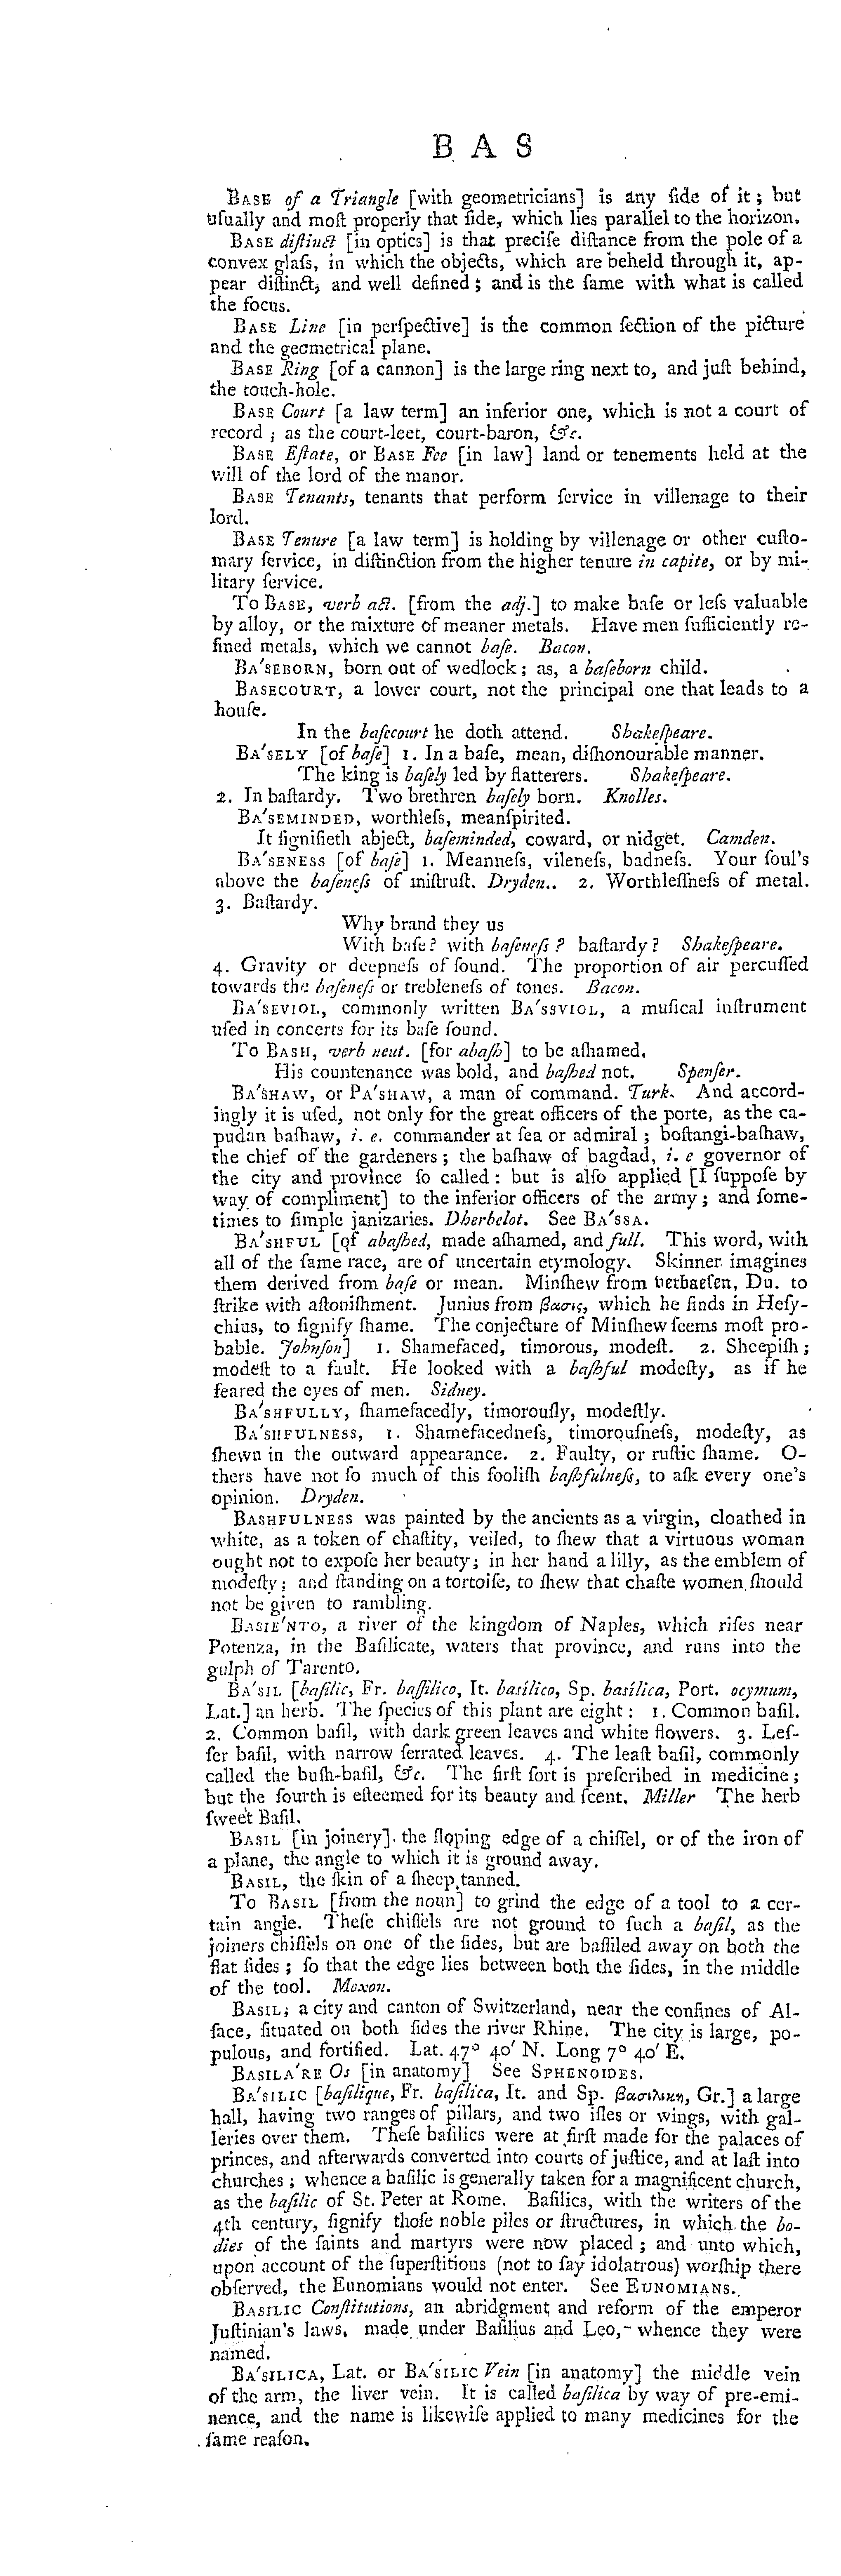 B A S
BASE of a Triangle [with geometricians] is any ſide of it; but
uſually and moſt properly that ſide, which lies parallel to the horizon.
BASE diſtinct [in optics] is that preciſe diſtance from the pole of a
convex glaſs, in which the objects, which are beheld through it, ap-
pear diſtinct, and well defined; and is the ſame with what is called
the focus.
BASE Line [in perſpective] is the common ſection of the picture
and the geometrical plane.
BASE Ring [of a cannon] is the large ring next to, and juſt behind,
the touch-hole.
BASE Court [a law term] an inferior one, which is not a court of
record; as the court-leet, court-baron, &c.
BASE Eſtate, or BASE Fee [in law] land or tenements held at the
will of the lord of the manor.
BASE Tenants, tenants that perform ſervice in villenage to their
lord.
BASE Tenure [a law term] is holding by villenage or other cuſto-
mary ſervice, in diſtinction from the higher tenure in capite, or by mi-
litary ſervice.
To BASE, verb act. [from the adj.] to make baſe or leſs valuable
by alloy, or the mixture of meaner metals. Have men ſufficiently re-
fined metals, which we cannot baſe. Bacon.
BA'SEBORN, born out of wedlock; as, a baſeborn child.
BASECOURT, a lower court, not the principal one that leads to a
houſe.
In the baſecourt he doth attend. Shakeſpeare.
BA'SELY [of baſe] 1. In a baſe, mean, diſhonourable manner.
The king is baſely led by flatterers. Shakeſpeare.
2. In baſtardy. Two brethren baſely born. Knolles.
BA'SEMINDED, worthleſs, meanſpirited.
It ſignifieth abject, baſeminded, coward, or nidget. Camden.
BA'SENESS [of baſe] 1. Meanneſs, vileneſs, badneſs. Your ſoul's
above the baſeneſs of miſtruſt. Dryden.. 2. Worthleſſneſs of metal.
3. Baſtardy.
Why brand they us
With baſe? with baſeneſs? baſtardy? Shakeſpeare.
4. Gravity or deepneſs of ſound. The proportion of air percuſſed
towards the baſeneſs or trebleneſs of tones. Bacon.
BA'SEVIOL, commonly written BA'SSVIOL, a muſical inſtrument
uſed in concerts for its baſe ſound.
To BASH, verb neut. [for abaſh] to be aſhamed.
His countenance was bold, and baſhed not. Spenſer.
BA'SHAW, or PA'SHAW, a man of command. Turk. And accord-
ingly it is uſed, not only for the great officers of the porte, as the ca-
pudan baſhaw, i. e. commander at ſea or admiral; boſtangi-baſhaw,
the chief of the gardeners; the baſhaw of bagdad, i. e governor of
the city and province ſo called: but is alſo applied [I ſuppoſe by
way of compliment] to the inferior officers of the army; and ſome-
times to ſimple janizaries. Dherbelot. See BA'SSA.
BA'SHFUL [of abaſhed, made aſhamed, and full. This word, with
all of the ſame race, are of uncertain etymology. Skinner imagines
them derived from baſe or mean. Minſhew from verbaeſen, Du. to
ſtrike with aſtoniſhment. Junius from βασις, which he finds in Heſy-
chius, to ſignify ſhame. The conjecture of Minſhew ſeems moſt pro-
bable. Johnſon] 1. Shamefaced, timorous, modeſt. 2. Sheepiſh;
modeſt to a fault. He looked with a baſhful modeſty, as if he
feared the eyes of men. Sidney.
BA'SHFULLY, ſhamefacedly, timorouſly, modeſtly.
BA'SHFULNESS, 1. Shamefacedneſs, timorouſneſs, modeſty, as
ſhewn in the outward appearance. 2. Faulty, or ruſtic ſhame. O-
thers have not ſo much of this fooliſh baſhfulneſs, to aſk every one's
opinion. Dryden.
BASHFULNESS was painted by the ancients as a virgin, cloathed in
white, as a token of chaſtity, veiled, to ſhew that a virtuous woman
ought not to expoſe her beauty; in her hand a lilly, as the emblem of
modeſty; and ſtanding on a tortoiſe, to ſhew that chaſte women ſhould
not be given to rambling.
BASIE'NTO, a river of the kingdom of Naples, which riſes near
Potenza, in the Baſilicate, waters that province, and runs into the
gulph of Tarento.
BA'SIL [baſilic, Fr. baſſilico, It. basílico, Sp. basílica, Port. ocymum,
Lat.] an herb. The ſpecies of this plant are eight: 1. Common baſil.
2. Common baſil, with dark green leaves and white flowers. 3. Leſ-
ſer baſil, with narrow ſerrated leaves. 4. The leaſt baſil, commonly
called the buſh-baſil, &c. The firſt ſort is preſcribed in medicine;
but the fourth is eſteemed for its beauty and ſcent. Miller The herb
ſweet Baſil.
BASIL [in joinery] the ſloping edge of a chiſſel, or of the iron of
a plane, the angle to which it is ground away.
BASIL, the ſkin of a ſheep tanned.
To BASIL [from the noun] to grind the edge of a tool to a cer-
tain angle. Theſe chiſſels are not ground to ſuch a baſil, as the
joiners chiſſels on one of the ſides, but are baſſiled away on both the
flat ſides; ſo that the edge lies between both the ſides, in the middle
of the tool. Moxon.
BASIL, a city and canton of Switzerland, near the confines of Al-
ſace, ſituated on both ſides the river Rhine. The city is large, po-
pulous, and fortified. Lat. 47° 40′ N. Long 7° 40′ E.
BASILA'RE Os [in anatomy] See SPHENOIDES.
BA'SILIC [baſilique, Fr. baſilica, It. and Sp. βασιλικη, Gr.] a large
hall, having two ranges of pillars, and two iſles or wings, with gal-
leries over them. Theſe baſilics were at firſt made for the palaces of
princes, and afterwards converted into courts of juſtice, and at laſt into
churches; whence a baſilic is generally taken for a magnificent church,
as the baſilic of St. Peter at Rome. Baſilics, with the writers of the
4th century, ſignify thoſe noble piles or ſtructures, in which the bo-
dies of the ſaints and martyrs were now placed; and unto which,
upon account of the ſuperſtitious (not to ſay idolatrous) worſhip there
obſerved, the Eunomians would not enter. See EUNOMIANS.
BASILIC Conſtitutions, an abridgment and reform of the emperor
Juſtinian's laws, made under Baſilius and Leo, whence they were
named.
BA'SILICA, Lat. or BA'SILIC Vein [in anatomy] the middle vein
of the arm, the liver vein. It is called baſilica by way of pre-emi-
nence, and the name is likewiſe applied to many medicines for the
ſame reaſon.